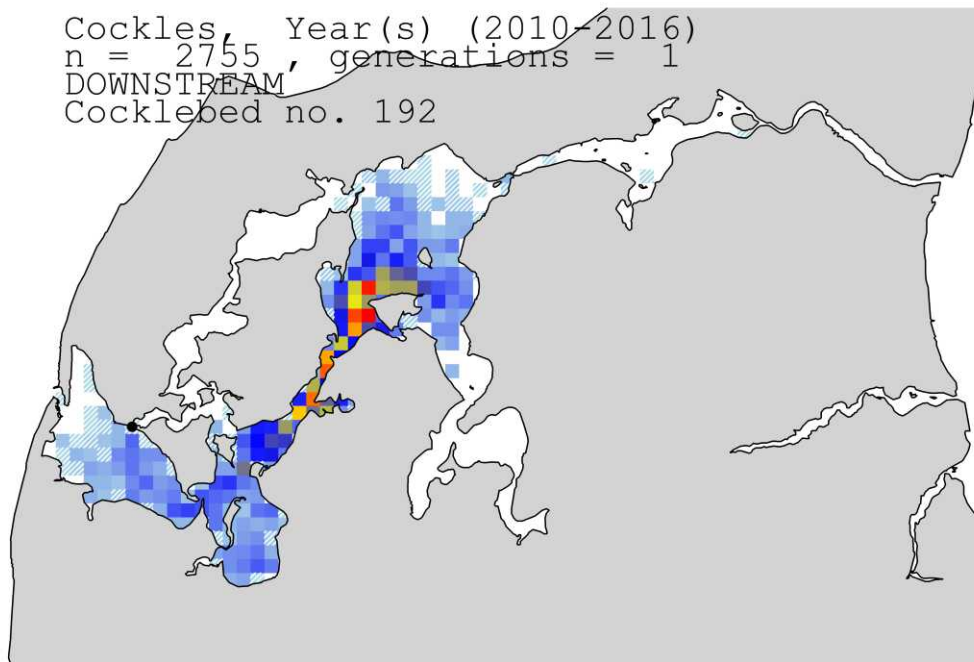 Cockles,  Year(s) (2010-2016)
n =  2755 , generations =  1
DOWNSTREAM
Cocklebed no. 192